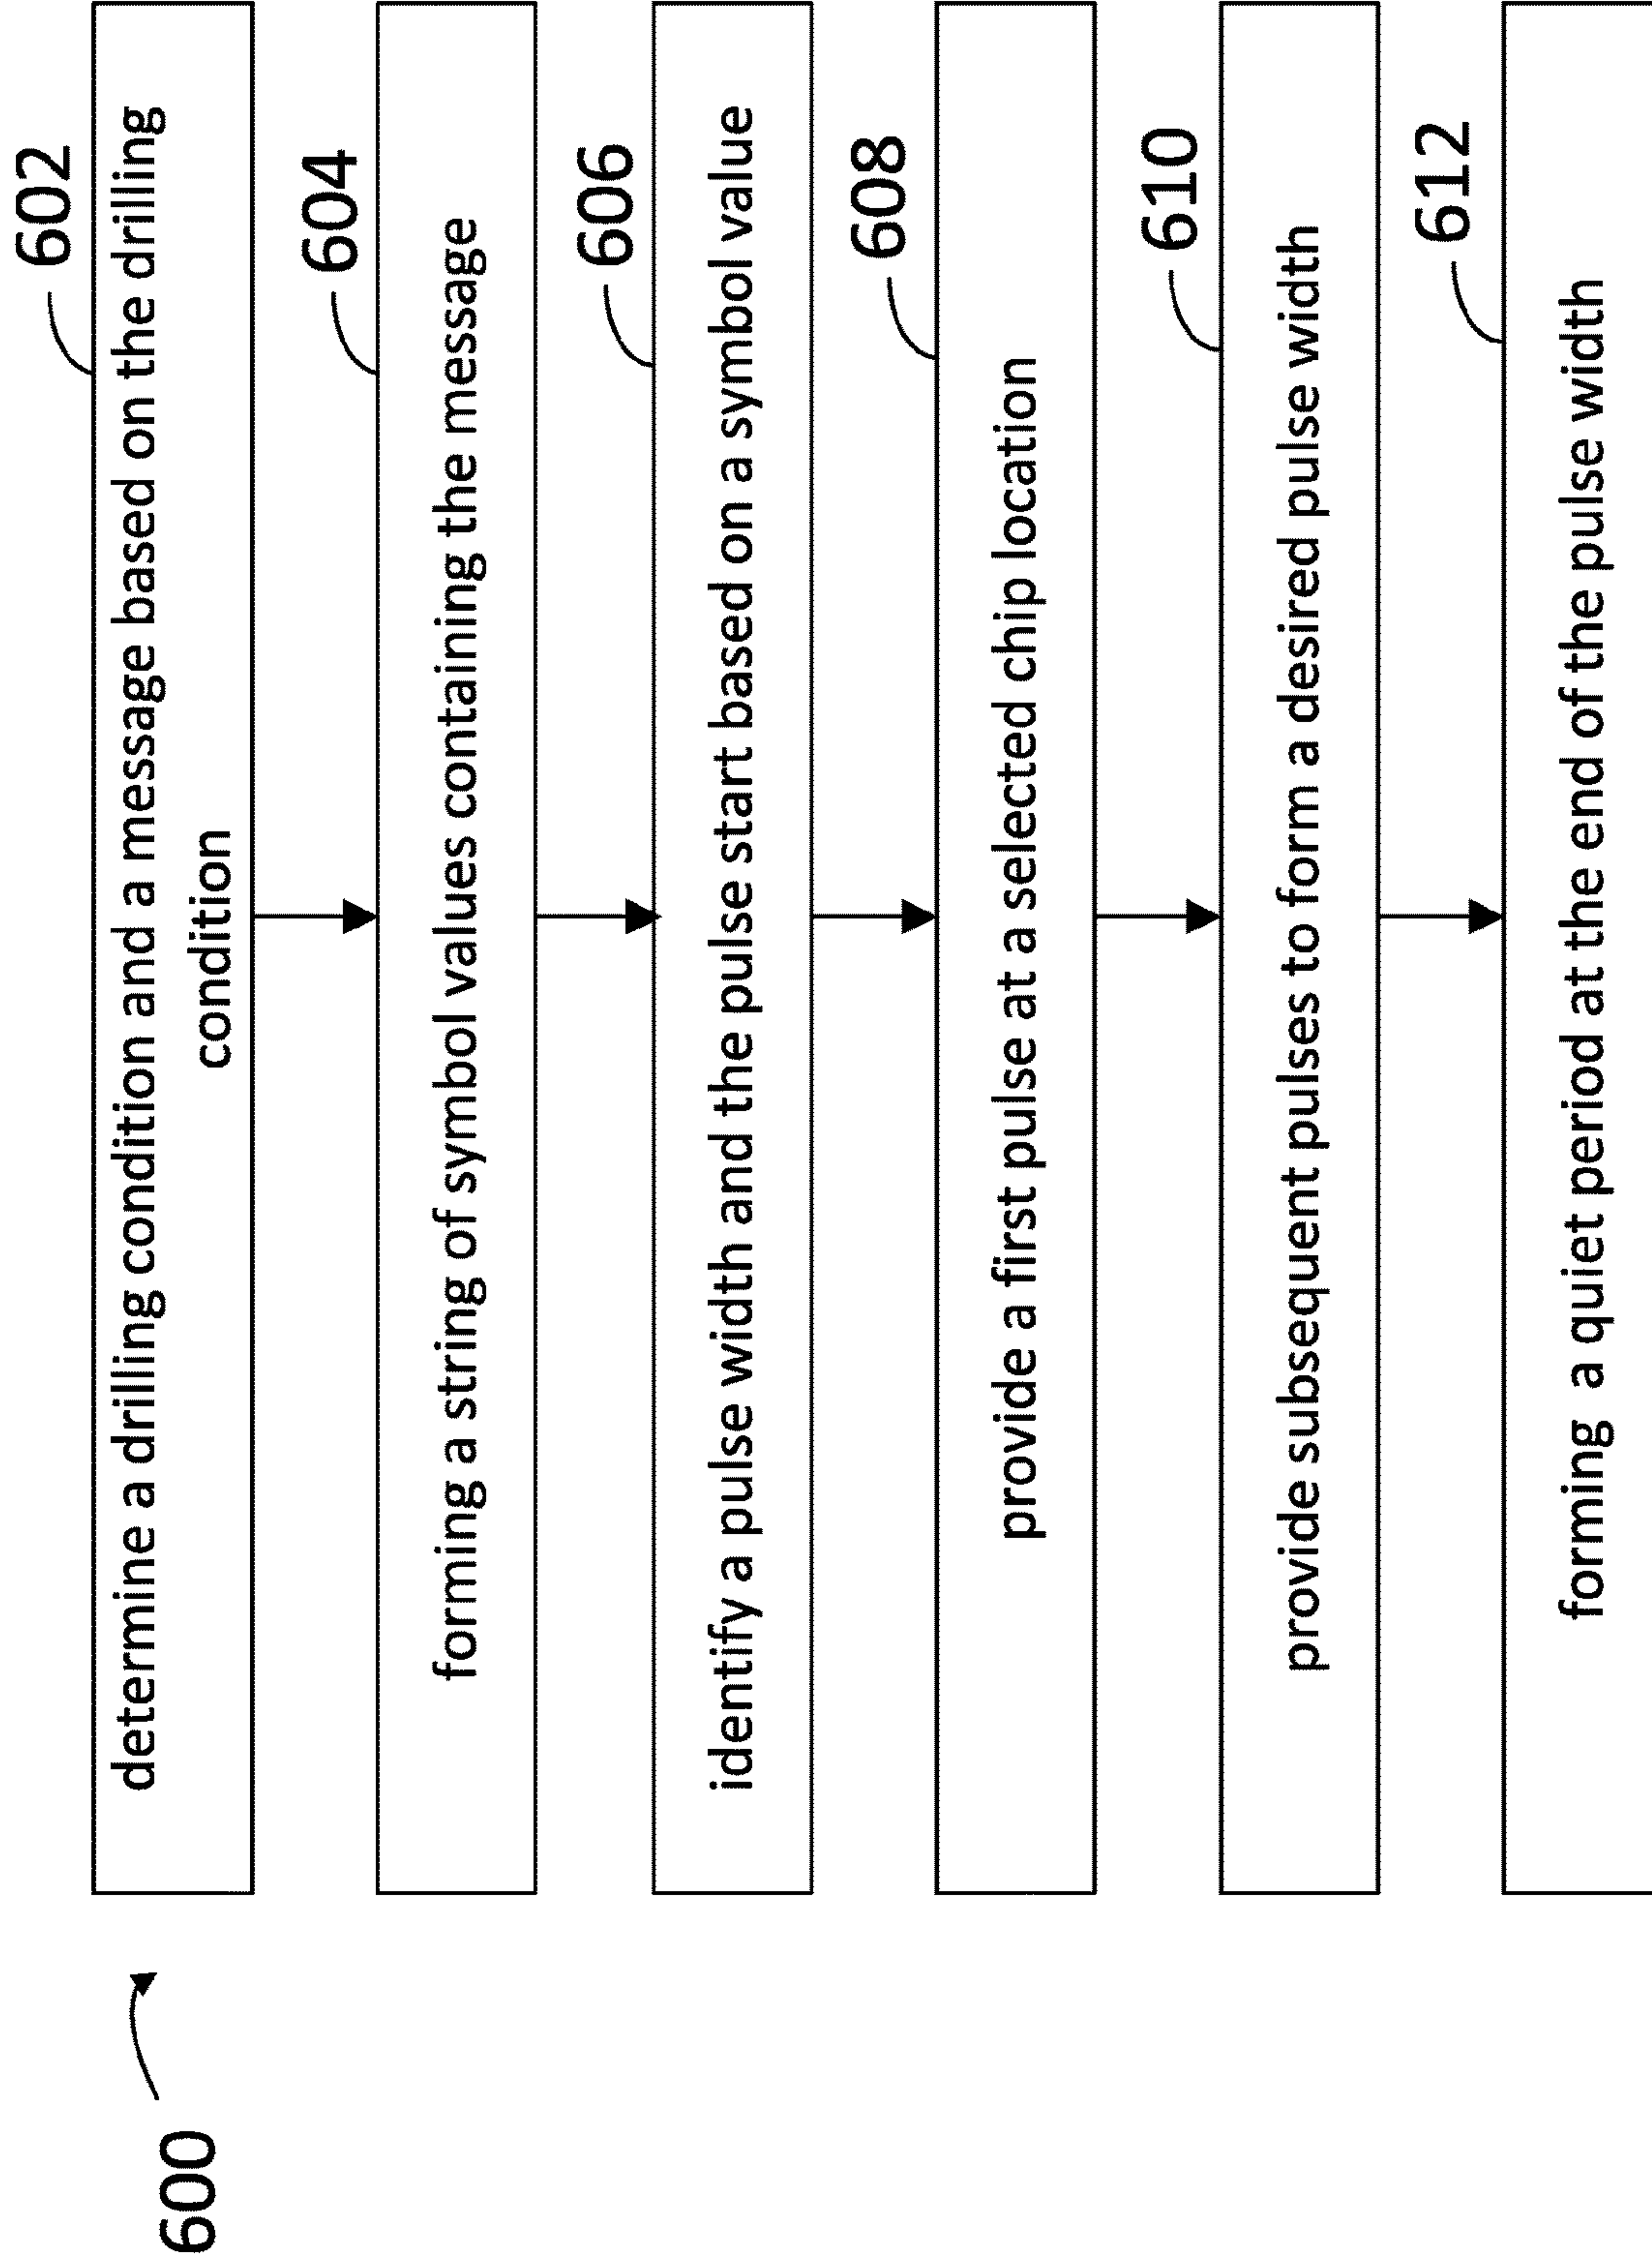 600
602
determine a drilling condition and a message based on the drilling
condition
604
forming a string of symbol values containing the message
606
identify a pulse width and the pulse start based on a symbol value
608
provide a first pulse at a selected chip location
610
provide subsequent pulses to form a desired pulse width
612
forming a quiet period at the end of the pulse width